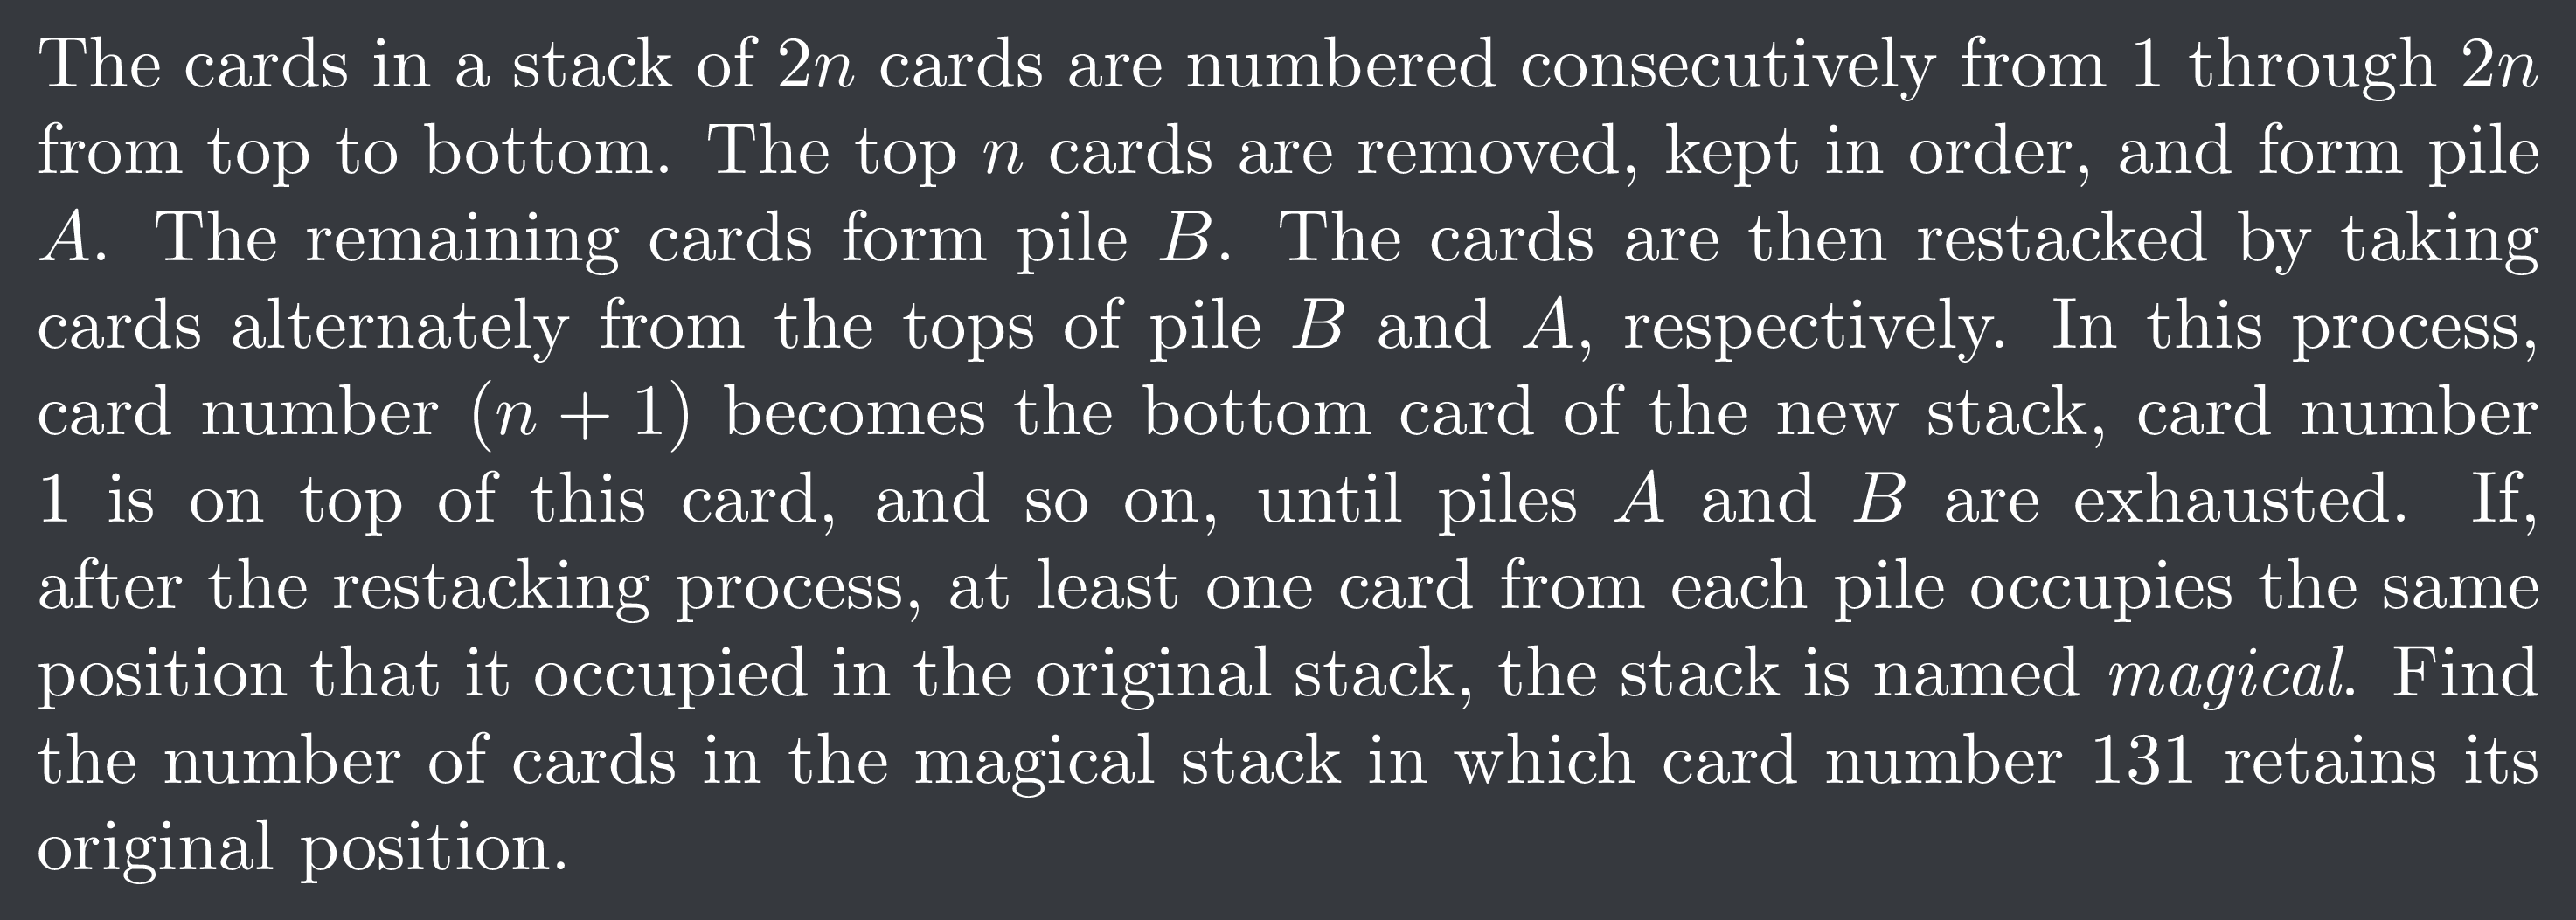 The cards in a stack of 2n cards are numbered consecutively from 1 through 2n
from top to bottom. The top n cards are removed, kept in order, and form pile
A. The remaining cards form pile B. The cards are then restacked by taking
cards alternately from the tops of pile B and A, respectively. In this process,
card number (n + 1) becomes the bottom card of the new stack, card number
1 is on top of this card, and so on, until piles A and B are exhausted. If,
after the restacking process, at least one card from each pile occupies the same
position that it occupied in the original stack, the stack is named magical. Find
the number of cards in the magical stack in which card number 131 retains its
original position.